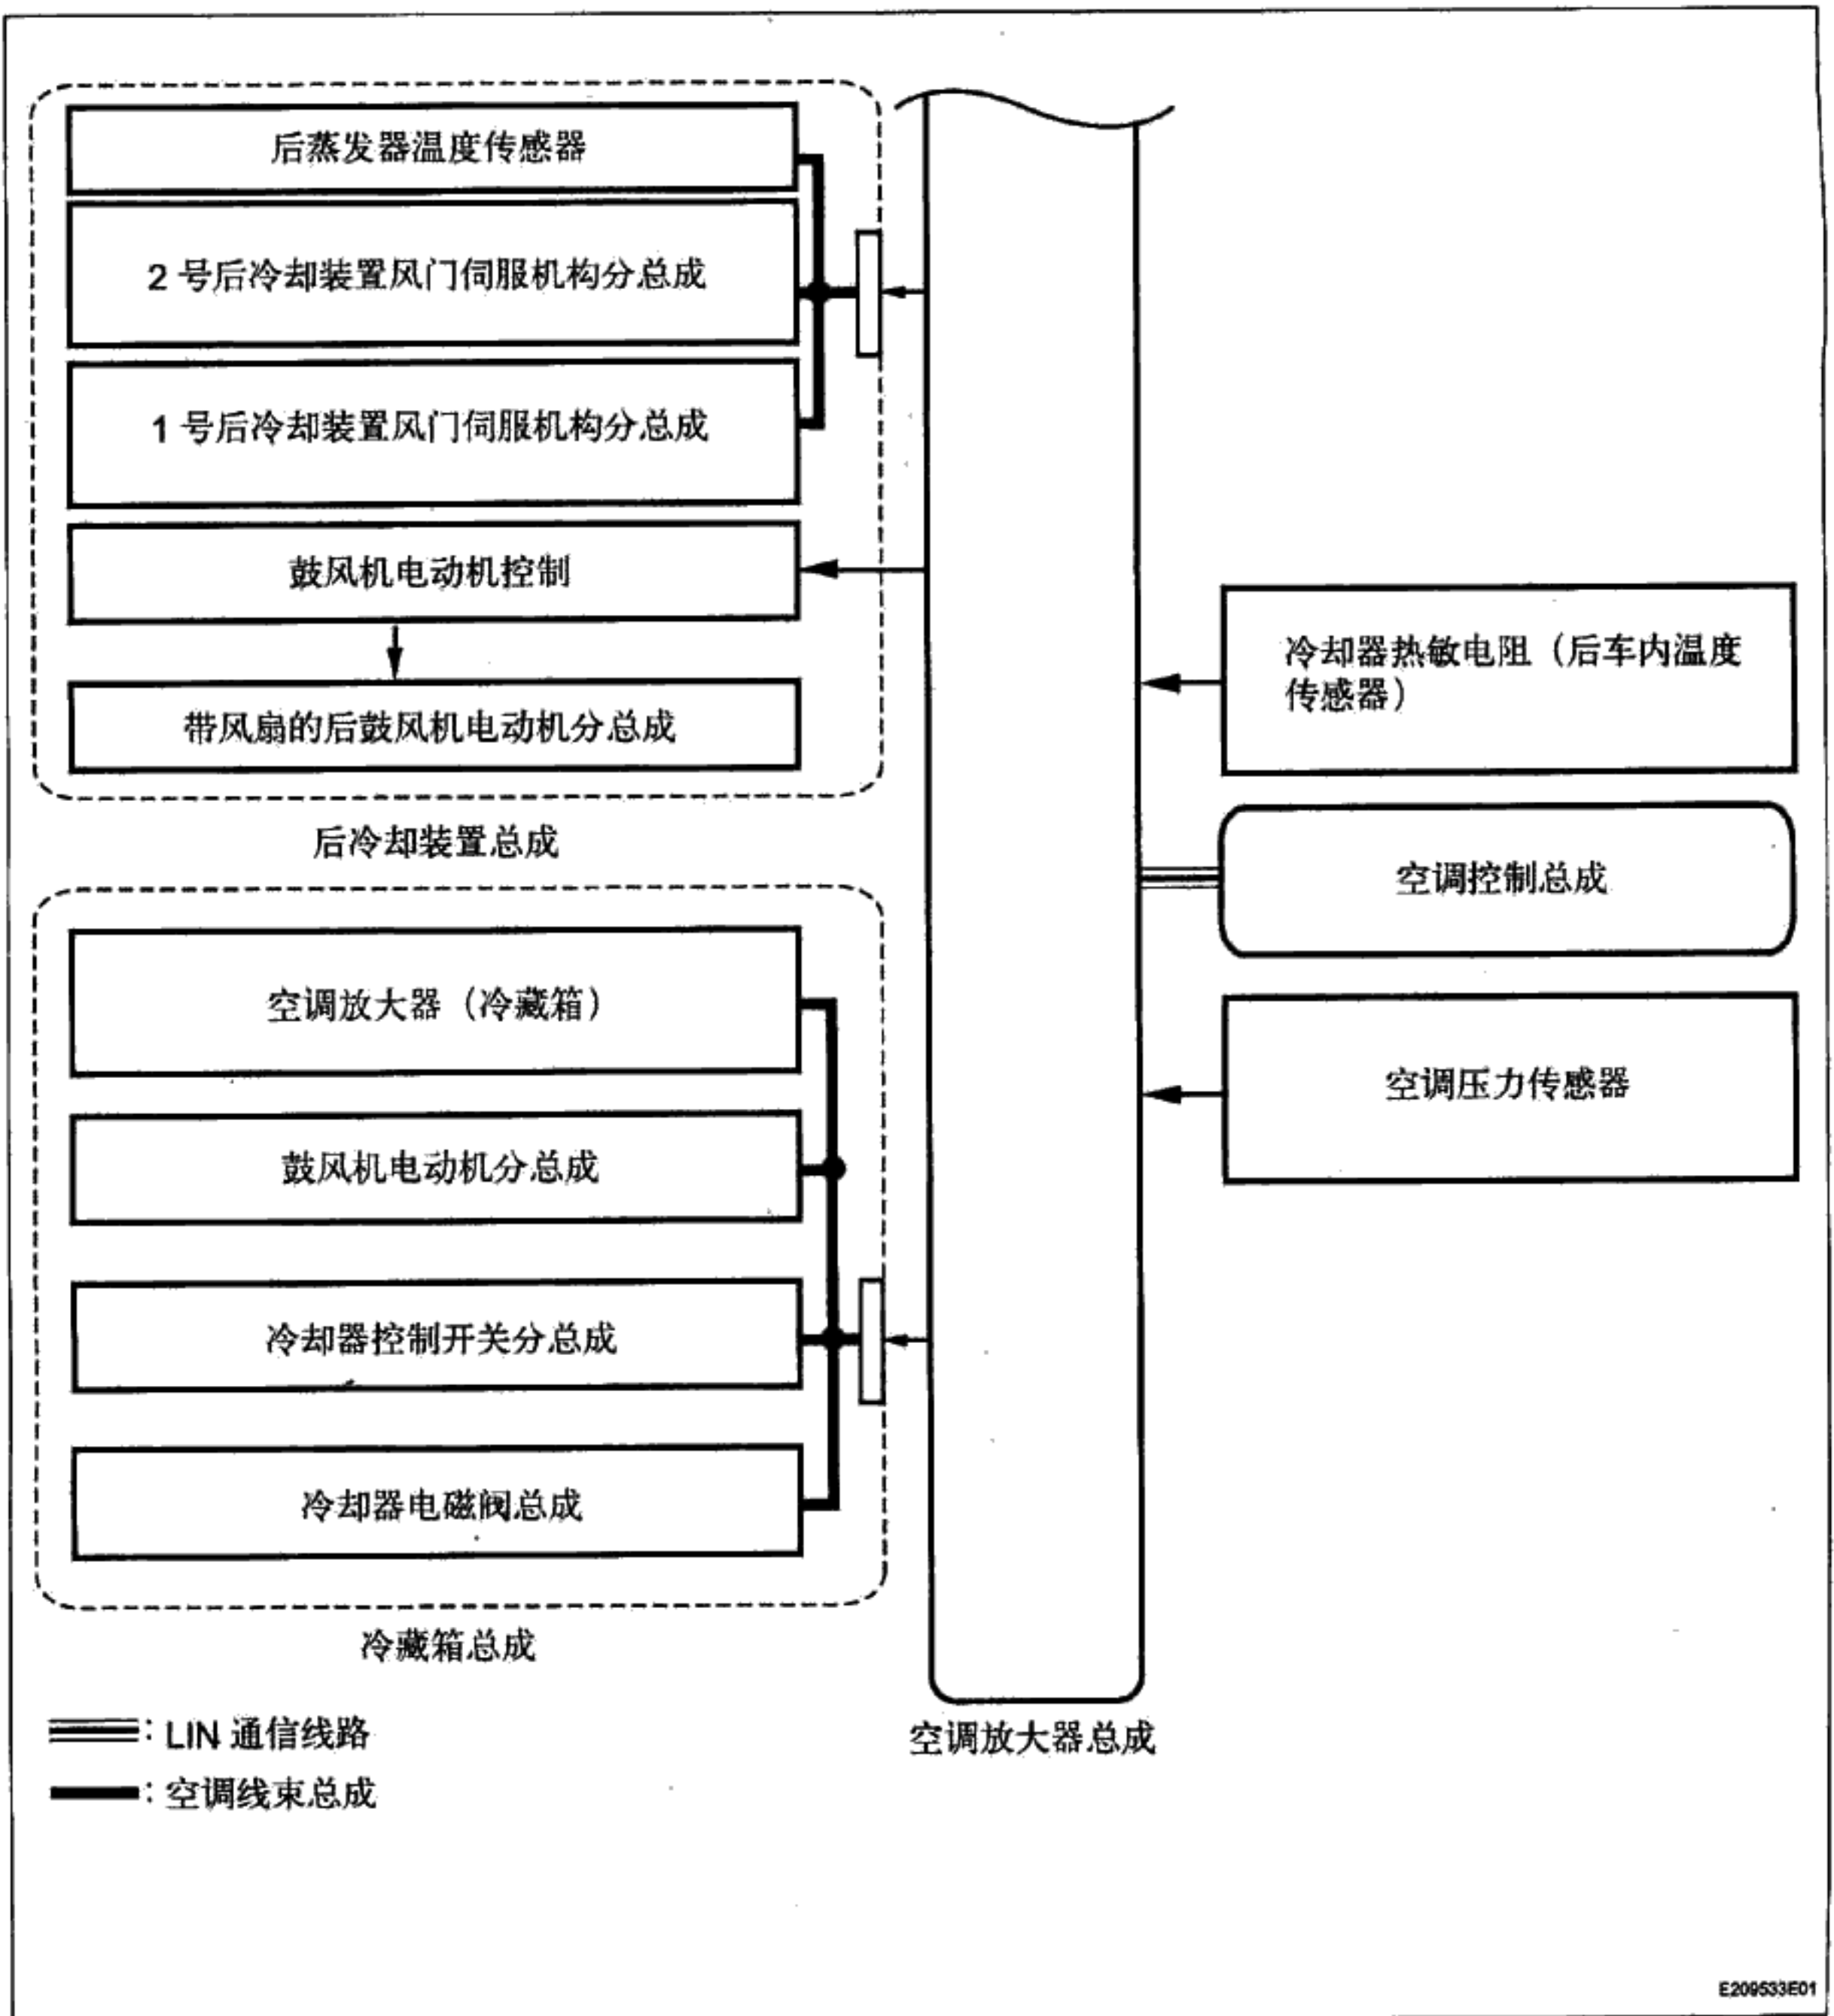 后蒸发器温度传感器
2 号后冷却装置风门伺服机构分总成
1 号后冷却装置风门伺服机构分总成
鼓风机电动机控制
带风扇的后鼓风机电动机分总成
后冷却装置总成
空调放大器（冷藏箱）
鼓风机电动机分总成
冷却器控制开关分总成
冷却器电磁阀总成
冷藏箱总成
冷却器热敏电阻（后车内温度
传感器）
空调控制总成
空调压力传感器
空调放大器总成
：LIN 通信线路
：空调线束总成
E209533E01